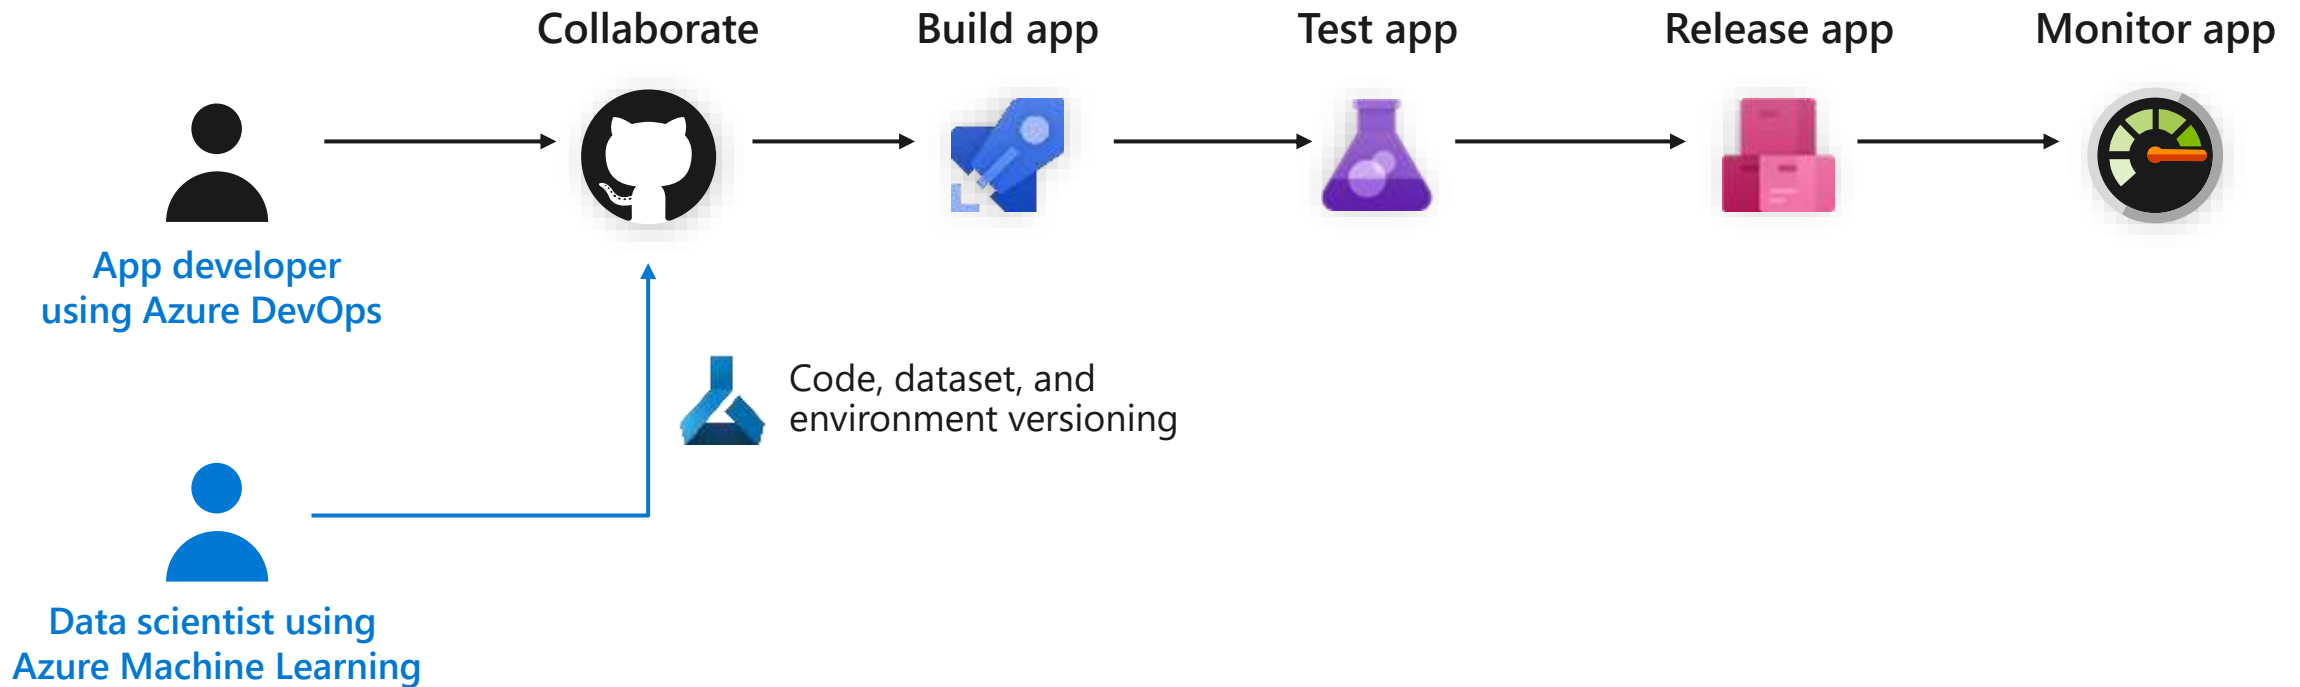 Collaborate
Build app
Test app
Release app
Monitor app
App developer
using Azure DevOps
Code, dataset, and
environment versioning
Data scientist using
Azure Machine Learning